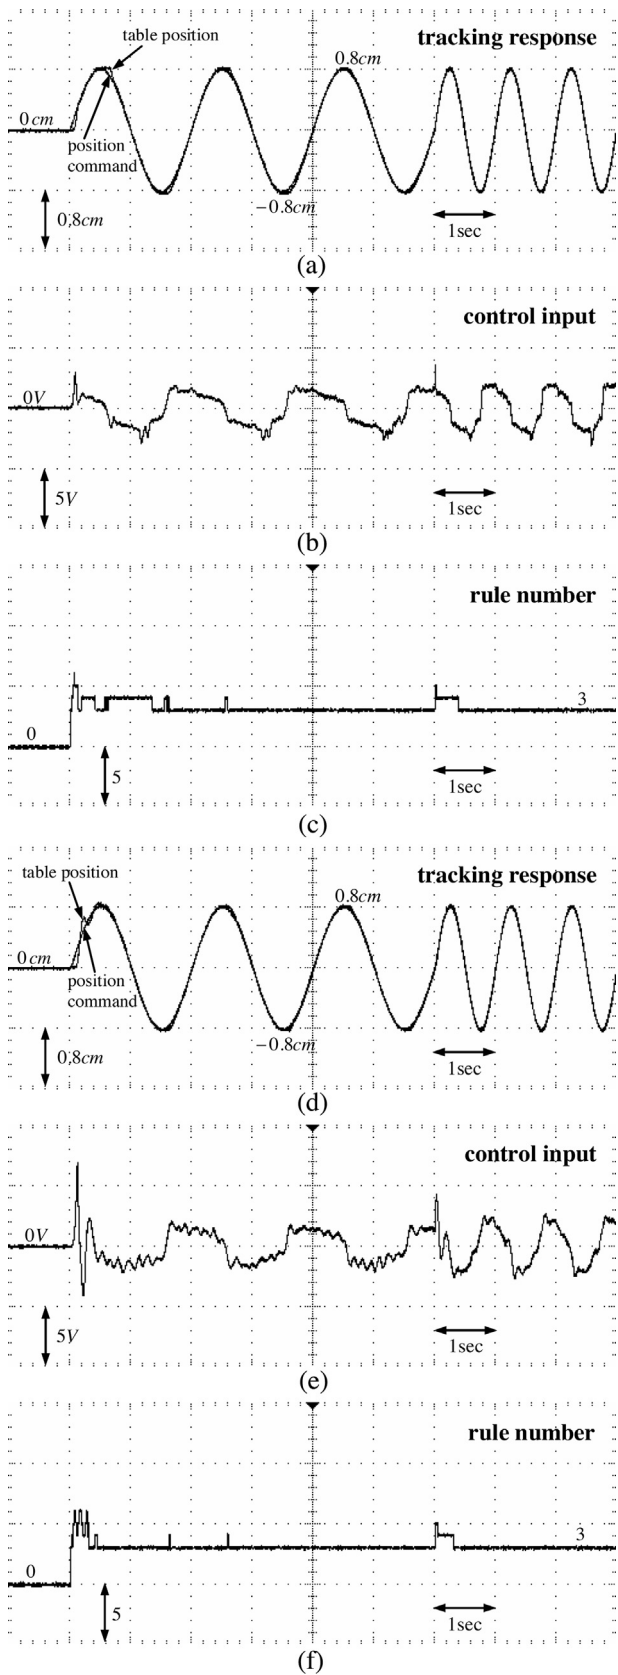 table position
tracking response
0.8cm
0cm
position
command
0.8cm
−0.8cm
1sec
(a)
control input
0V
5V
1sec
(b)
rule number
3
0
5
1sec
(c)
table position
tracking response
0.8cm
0cm
position
command
0.8cm
−0.8cm
1sec
(d)
control input
0V
5V
1sec
(e)
rule number
3
0
5
1sec
(f)